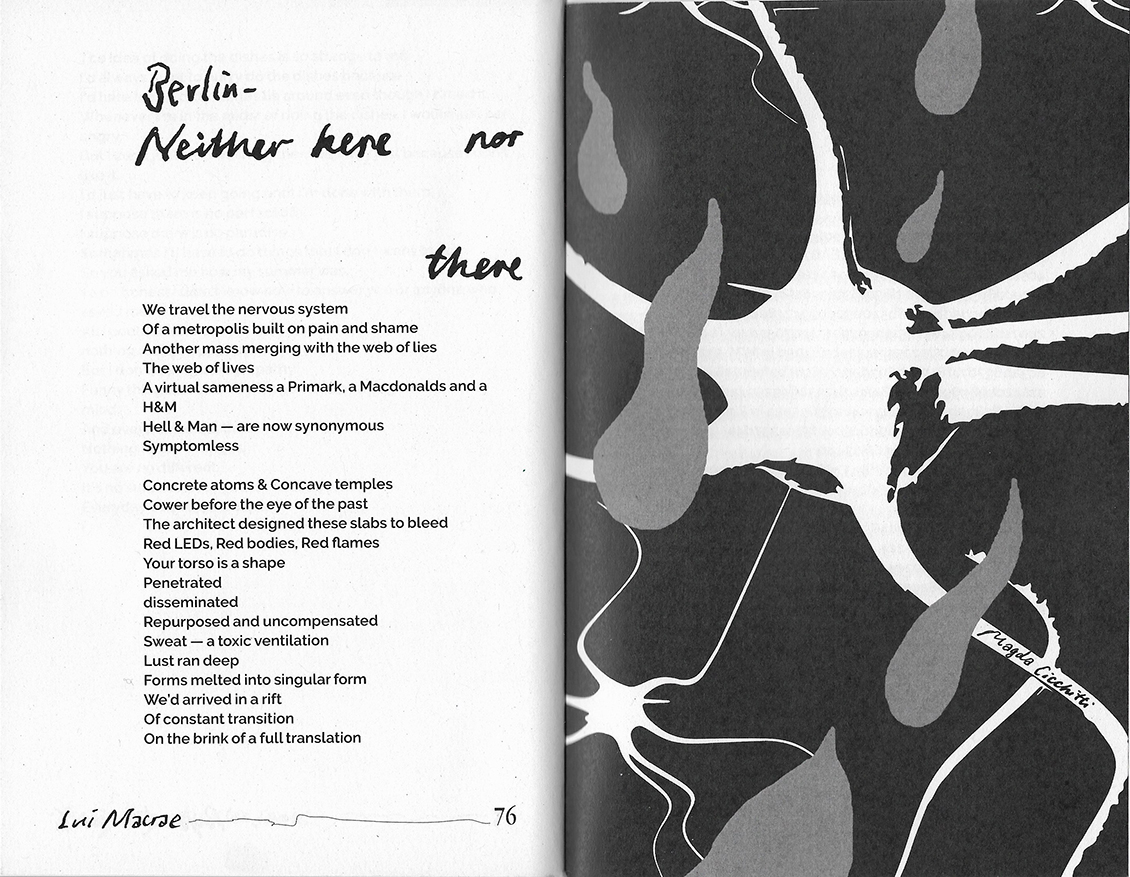 Berlin-
Neither here nor
there
We travel the nervous system
Of a metropolis built on pain and shame
Another mass merging with the web of lies
The web of lives
A virtual sameness a Primark, a Macdonalds and a
H&M
Hell & Man — are now synonymous
Symptomless
Concrete atoms & Concave temples
Cower before the eye of the past
The architect designed these slabs to bleed
Red LEDs, Red bodies, Red flames
Your torso is a shape
Penetrated
disseminated
Repurposed and uncompensated
Sweat — a toxic ventilation
Lust ran deep
Forms melted into singular form
We'd arrived in a rift
Of constant transition
On the brink of a full translation
Lui Macrae 76
Magda Cicchitti